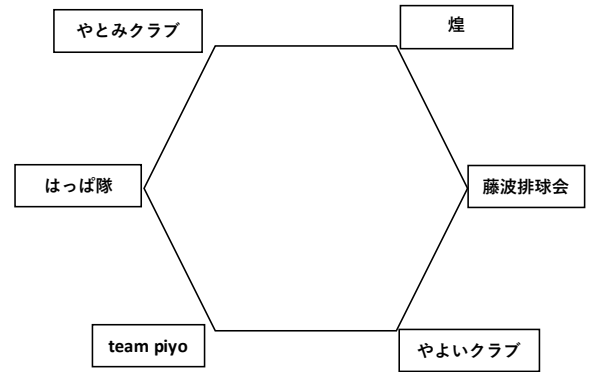 やとみクラブ
煌
はっぱ隊
藤波排球会
team piyo
やよいクラブ